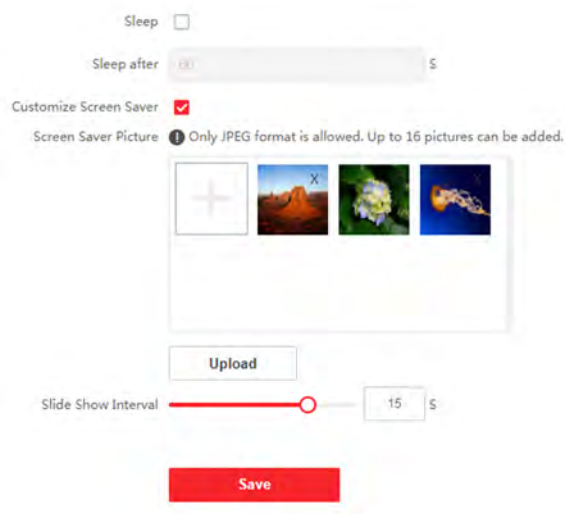 Sleep
Sleep after 60 S
Customize Screen Saver
Screen Saver Picture ! Only JPEG format is allowed. Up to 16 pictures can be added.
X X
Upload
Slide Show Interval 15 S
Save